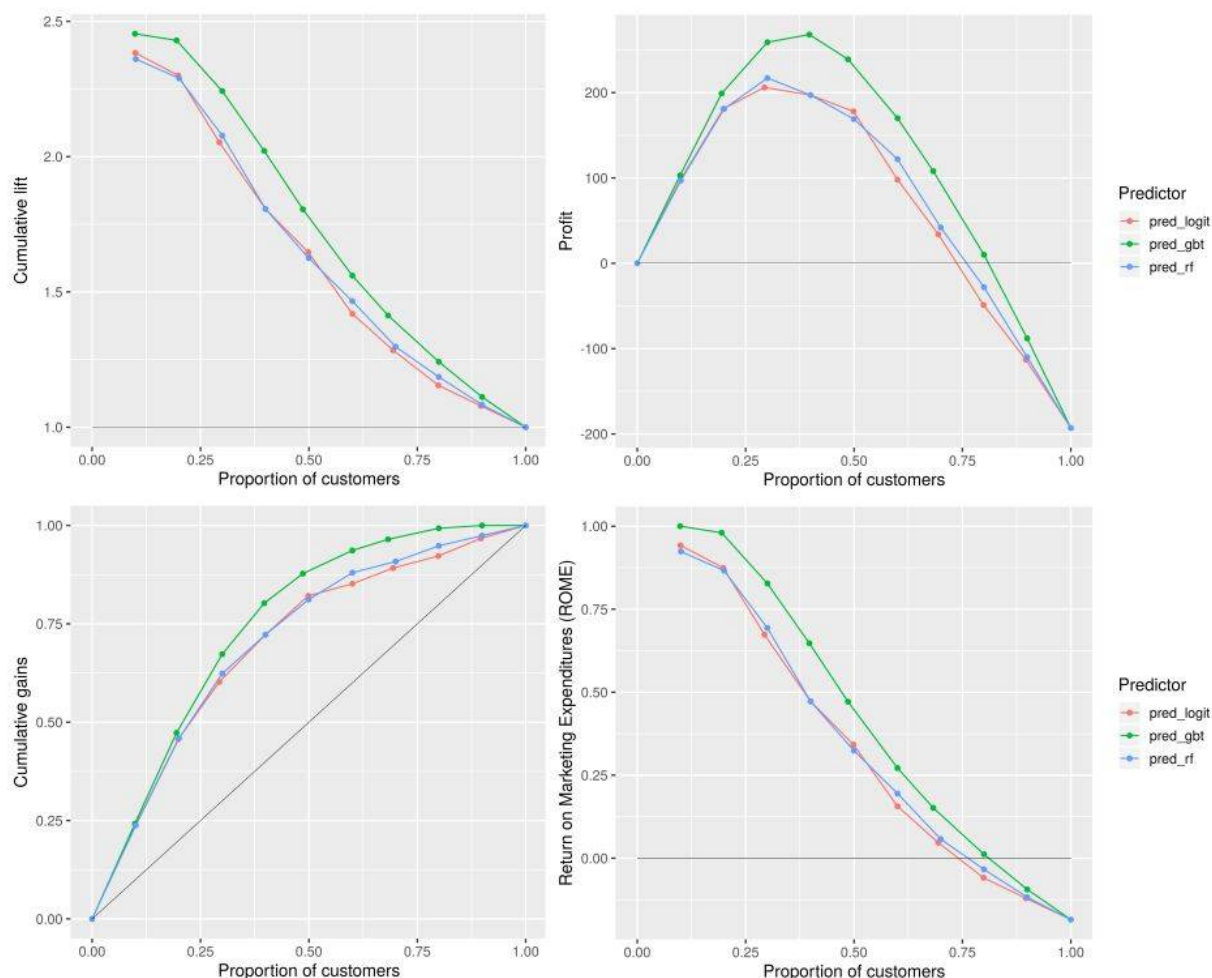 2.5
2.0
1.5
1.0
Cumulative lift
0.00 0.25 0.50 0.75 1.00
Proportion of customers
200
100
0
-100
-200
Profit
0.00 0.25 0.50 0.75 1.00
Proportion of customers
Predictor
pred_logit
pred_gbt
pred_rf
1.00
0.75
0.50
0.25
0.00
Cumulative gains
0.00 0.25 0.50 0.75 1.00
Proportion of customers
1.00
0.75
0.50
0.25
0.00
Return on Marketing Expenditures (ROME)
0.00 0.25 0.50 0.75 1.00
Proportion of customers
Predictor
pred_logit
pred_gbt
pred_rf